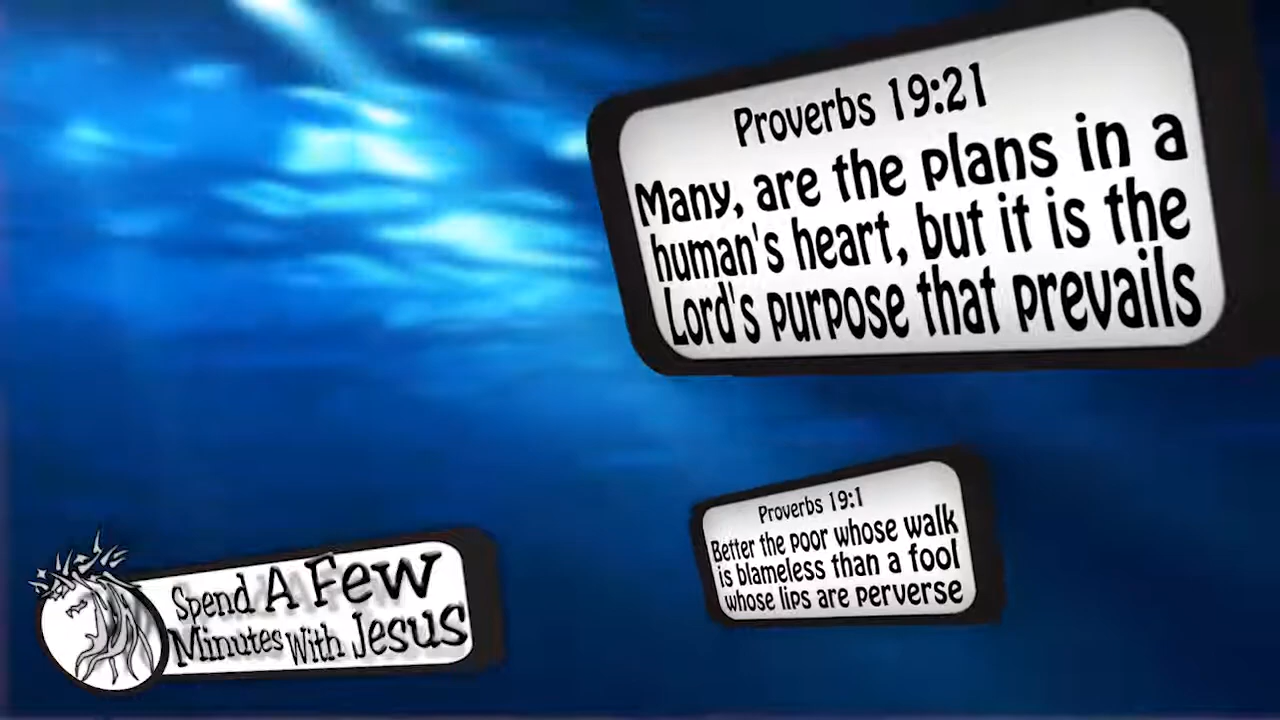 Proverbs 19:21
Many, are the plans in a
human's heart, but it is the
Lord's purpose that prevails
Proverbs 19:1
Better the poor whose walk
is blameless than a fool
whose lips are perverse
Spend A Few
Minutes With Jesus